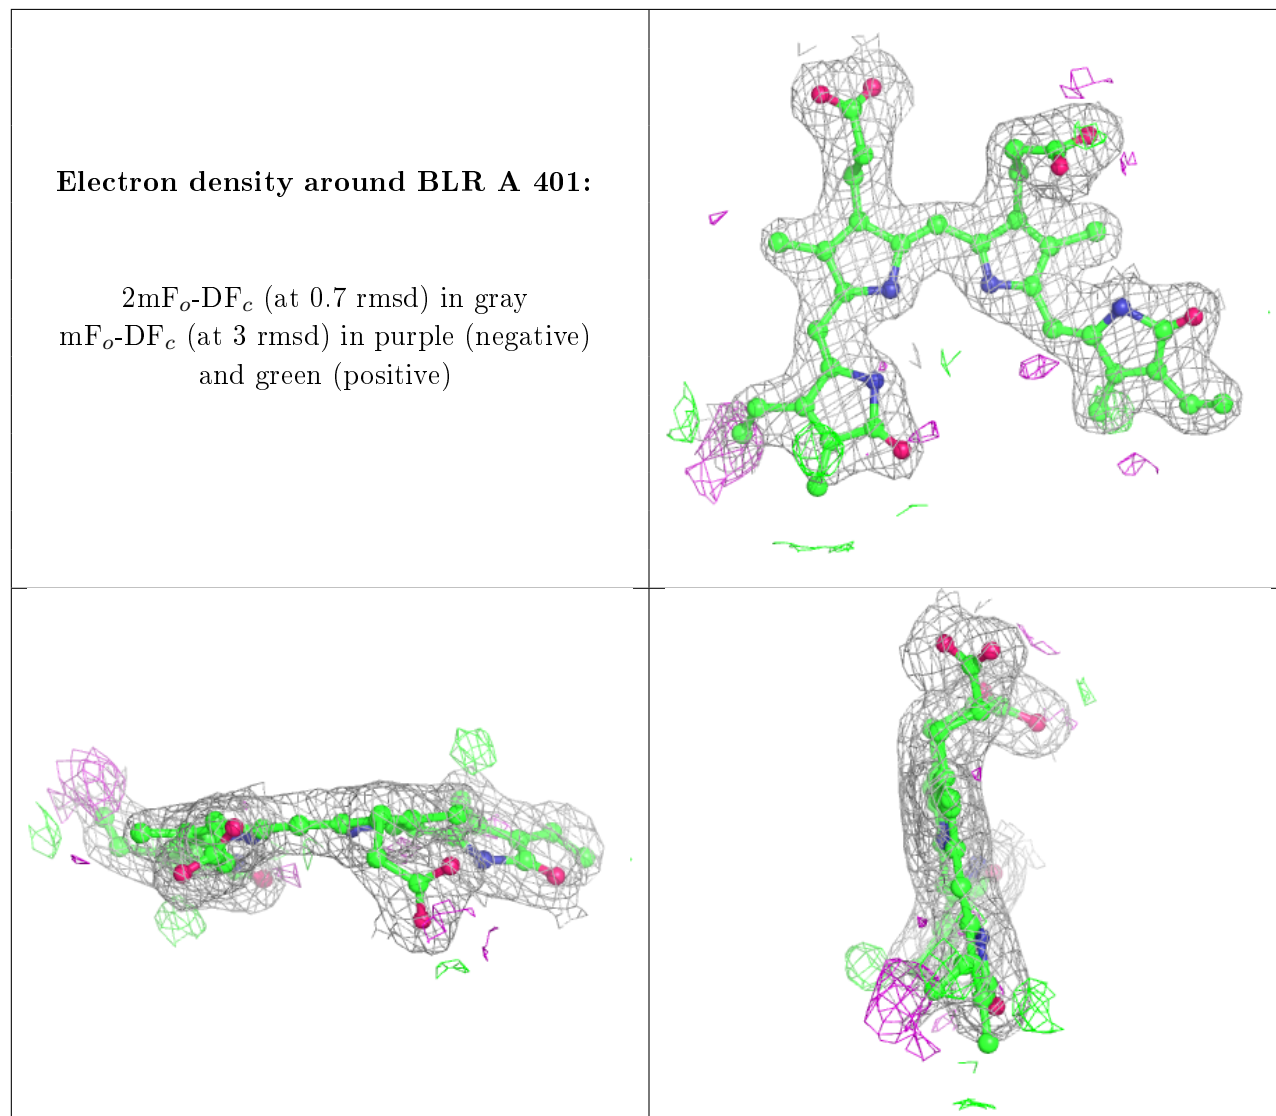 Electron density around BLR A 401:
2mFo-DFc (at 0.7 rmsd) in gray
mFo-DFc (at 3 rmsd) in purple (negative)
and green (positive)